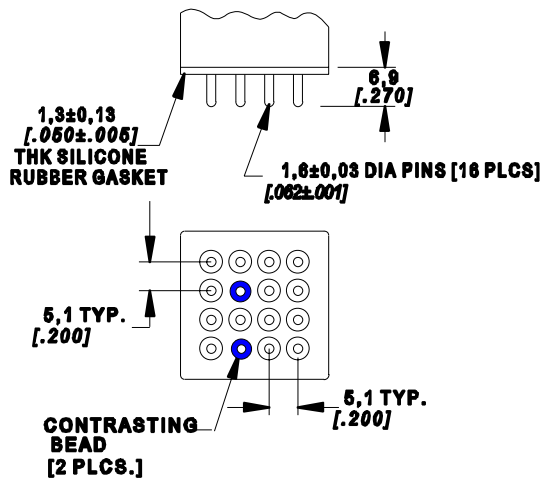 6,9
[.270]
1,3±0,13
[.050±.005]
THK SILICONE
RUBBER GASKET
1,6±0,03 DIA PINS [16 PLCS]
[.062±.001]
5,1 TYP.
[.200]
5,1 TYP.
[.200]
CONTRASTING
BEAD
[2 PLCS.]